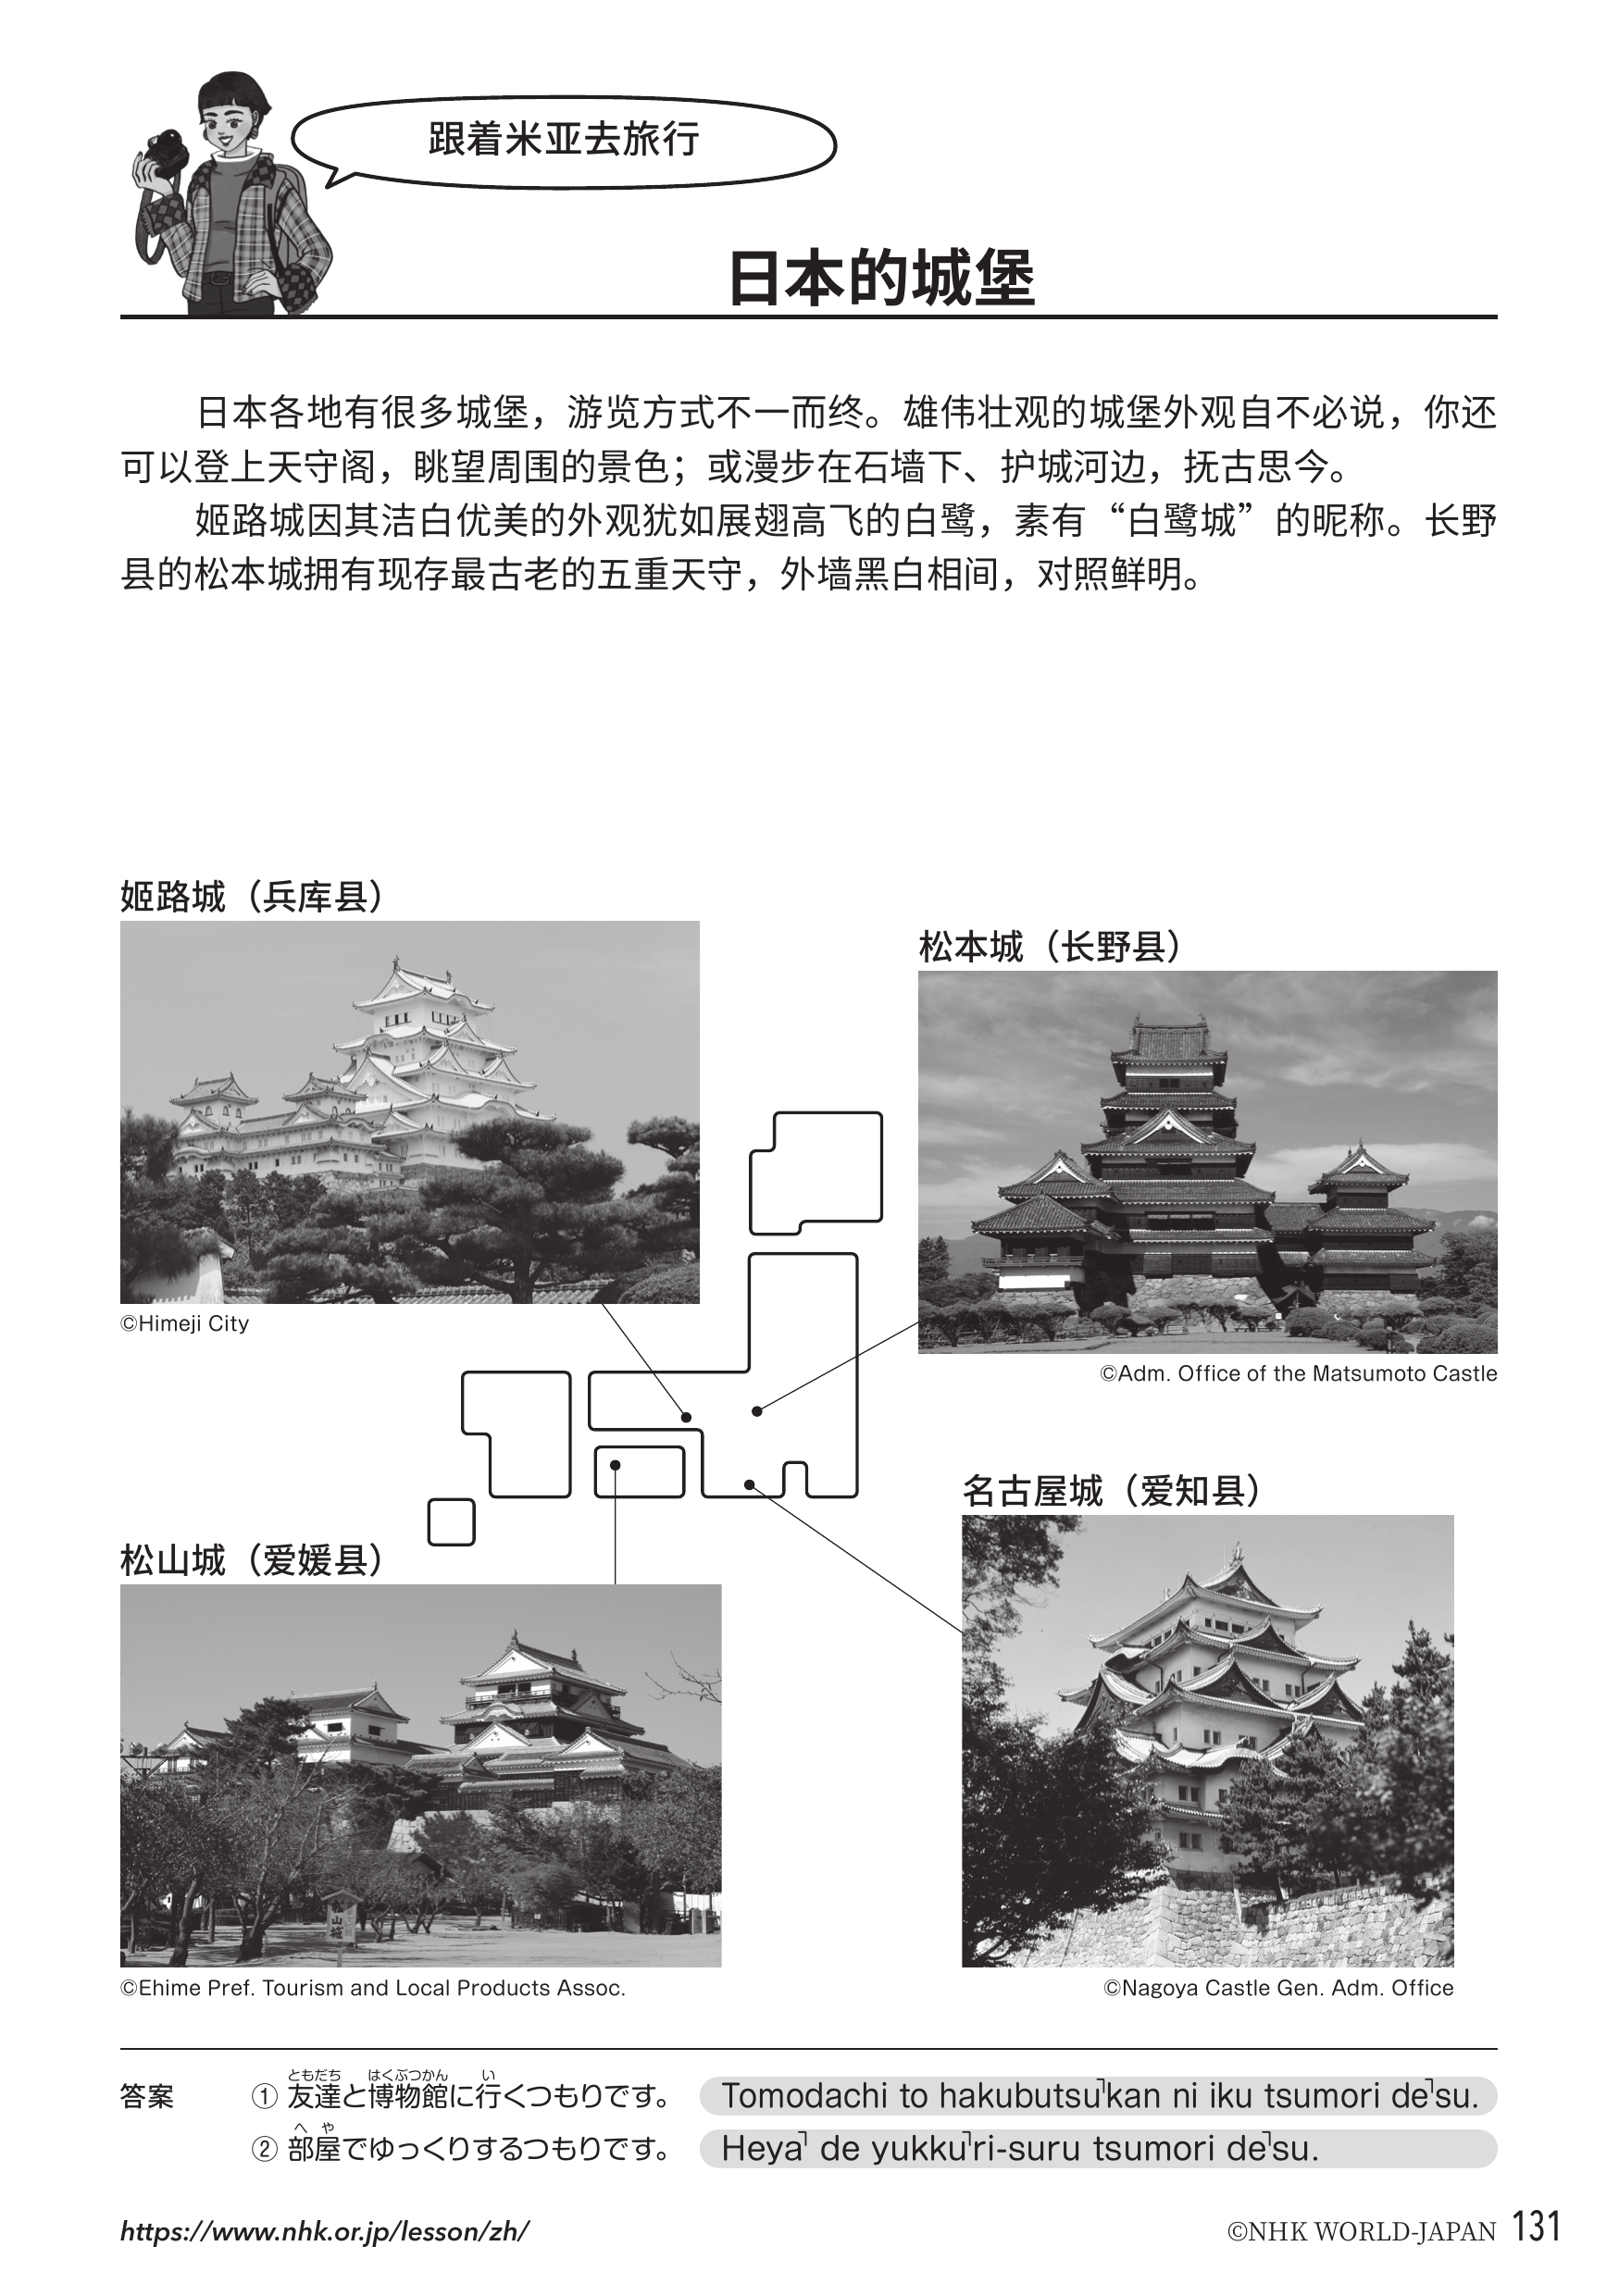 跟着米亚去旅行
日本的城堡
日本各地有很多城堡，游览方式不一而终。雄伟壮观的城堡外观自不必说，你还
可以登上天守阁，眺望周围的景色；或漫步在石墙下、护城河边，抚古思今。
姬路城因其洁白优美的外观犹如展翅高飞的白鹭，素有“白鹭城”的昵称。长野
县的松本城拥有现存最古老的五重天守，外墙黑白相间，对照鲜明。
姬路城（兵库县）
©Himeji City
松本城（长野县）
©Adm. Office of the Matsumoto Castle
名古屋城（爱知县）
©Nagoya Castle Gen. Adm. Office
松山城（爱媛县）
松山城
©Ehime Pref. Tourism and Local Products Assoc.
ともだち はくぶつかん い
答案 ① 友達と博物館に行くつもりです。 Tomodachi to hakubutsu˥kan ni iku tsumori de˥su.
へ や
② 部屋でゆっくりするつもりです。 Heya˥ de yukku˥ri-suru tsumori de˥su.
https://www.nhk.or.jp/lesson/zh/ ©NHK WORLD-JAPAN 131